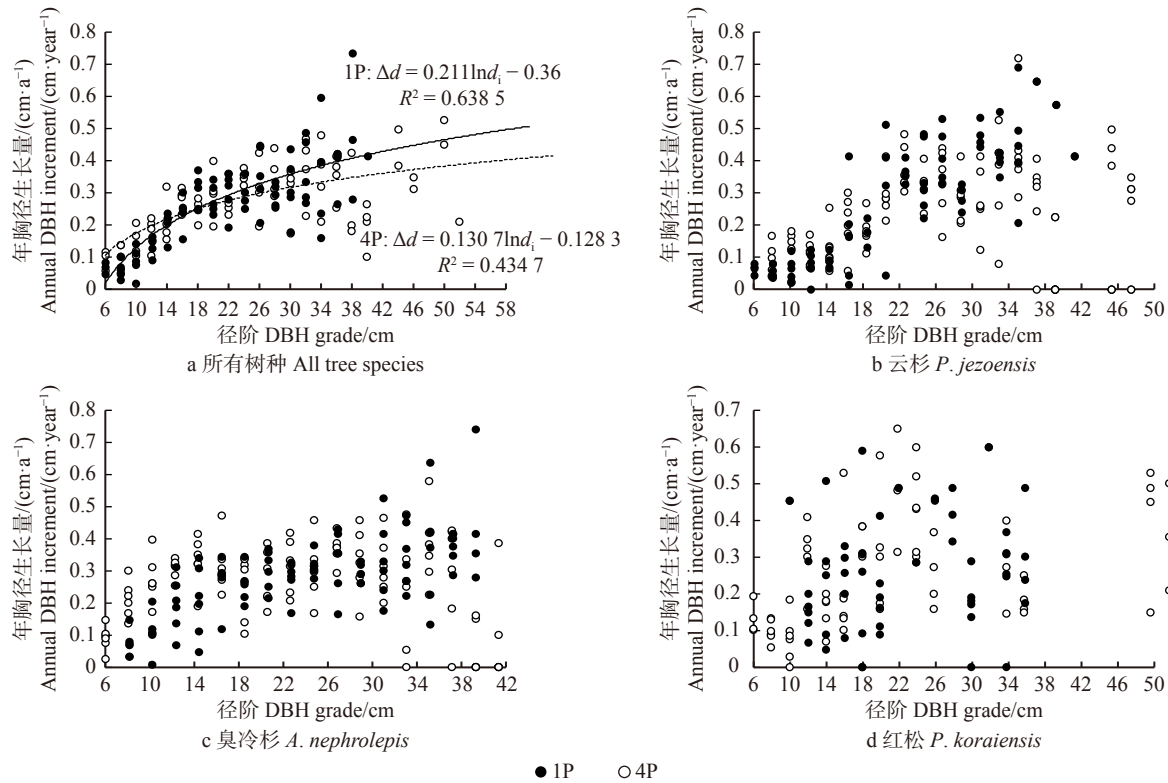 0.8
0.7
0.6
0.5
0.4
0.3
0.2
0.1
0
年胸径生长量/(cm·a⁻¹)
Annual DBH increment/(cm·year⁻¹)
1P: Δd = 0.211lndᵢ − 0.36
R² = 0.638 5
4P: Δd = 0.130 7lndᵢ − 0.128 3
R² = 0.434 7
6 10 14 18 22 26 30 34 38 42 46 50 54 58
径阶 DBH grade/cm
a 所有树种 All tree species
0.8
0.7
0.6
0.5
0.4
0.3
0.2
0.1
0
年胸径生长量/(cm·a⁻¹)
Annual DBH increment/(cm·year⁻¹)
6 10 14 18 22 26 30 34 38 42 46 50
径阶 DBH grade/cm
b 云杉 P. jezoensis
0.8
0.7
0.6
0.5
0.4
0.3
0.2
0.1
0
年胸径生长量/(cm·a⁻¹)
Annual DBH increment/(cm·year⁻¹)
6 10 14 18 22 26 30 34 38 42
径阶 DBH grade/cm
c 臭冷杉 A. nephrolepis
0.7
0.6
0.5
0.4
0.3
0.2
0.1
0
年胸径生长量/(cm·a⁻¹)
Annual DBH increment/(cm·year⁻¹)
6 10 14 18 22 26 30 34 38 42 46 50
径阶 DBH grade/cm
d 红松 P. koraiensis
● 1P ○ 4P